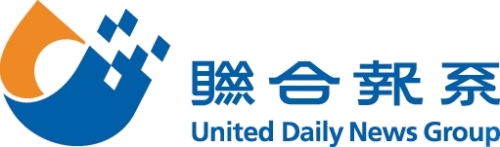 聯合報系
United Daily News Group